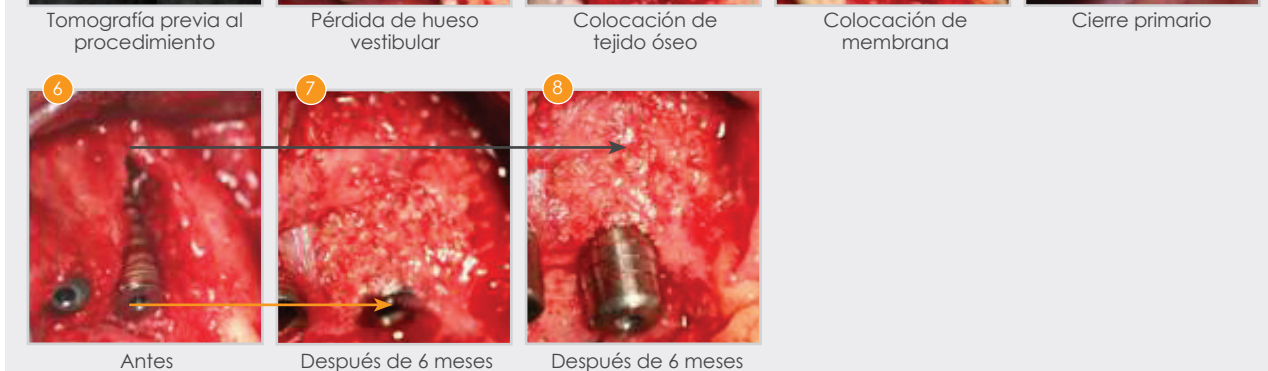 Tomografía previa al
procedimiento
Pérdida de hueso
vestibular
Colocación de
tejido óseo
Colocación de
membrana
Cierre primario
6
7
8
Antes
Después de 6 meses
Después de 6 meses